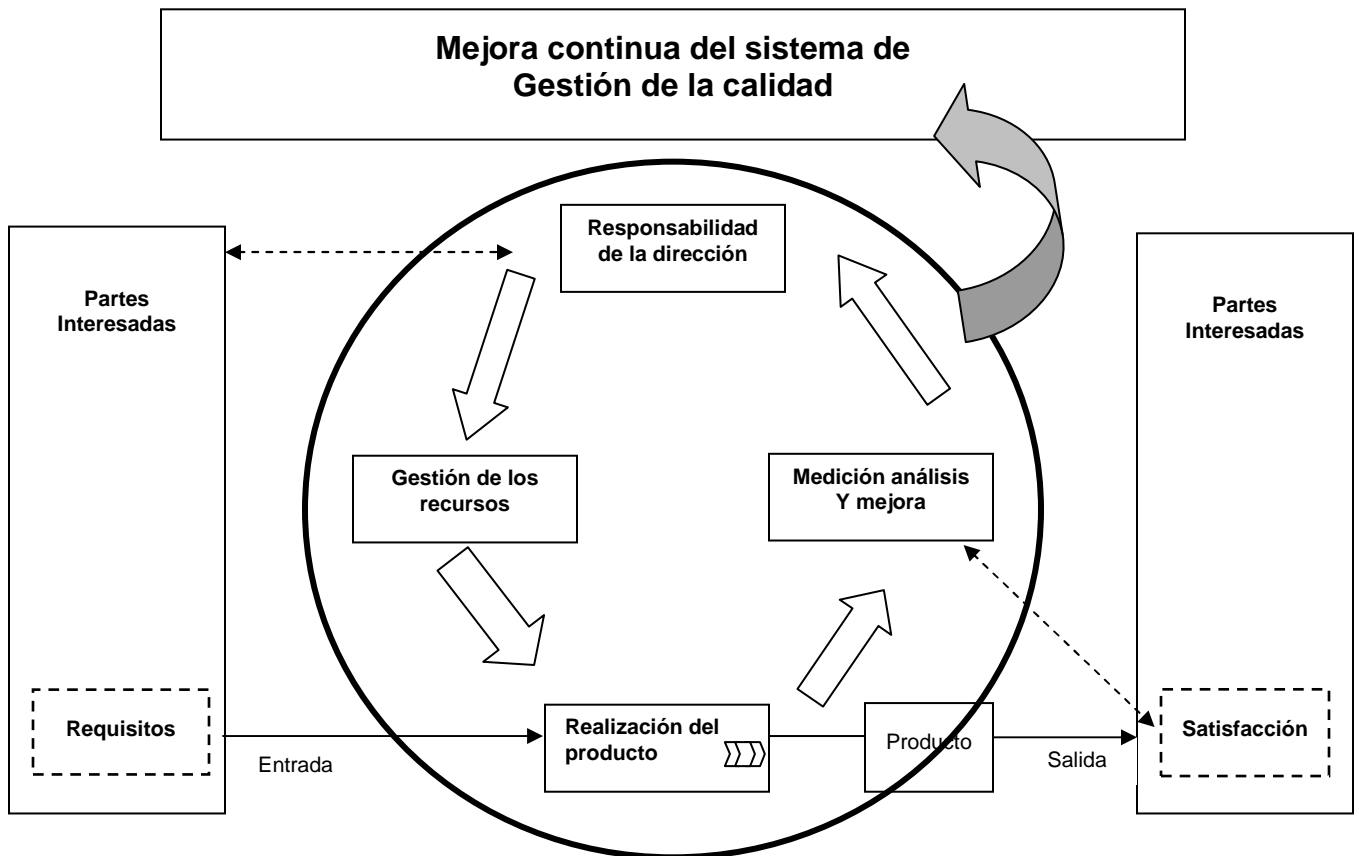 Mejora continua del sistema de
Gestión de la calidad
Responsabilidad
de la dirección
Partes
Interesadas
Partes
Interesadas
Gestión de los
recursos
Medición análisis
Y mejora
Requisitos
Entrada
Realización del
producto
Producto
Salida
Satisfacción